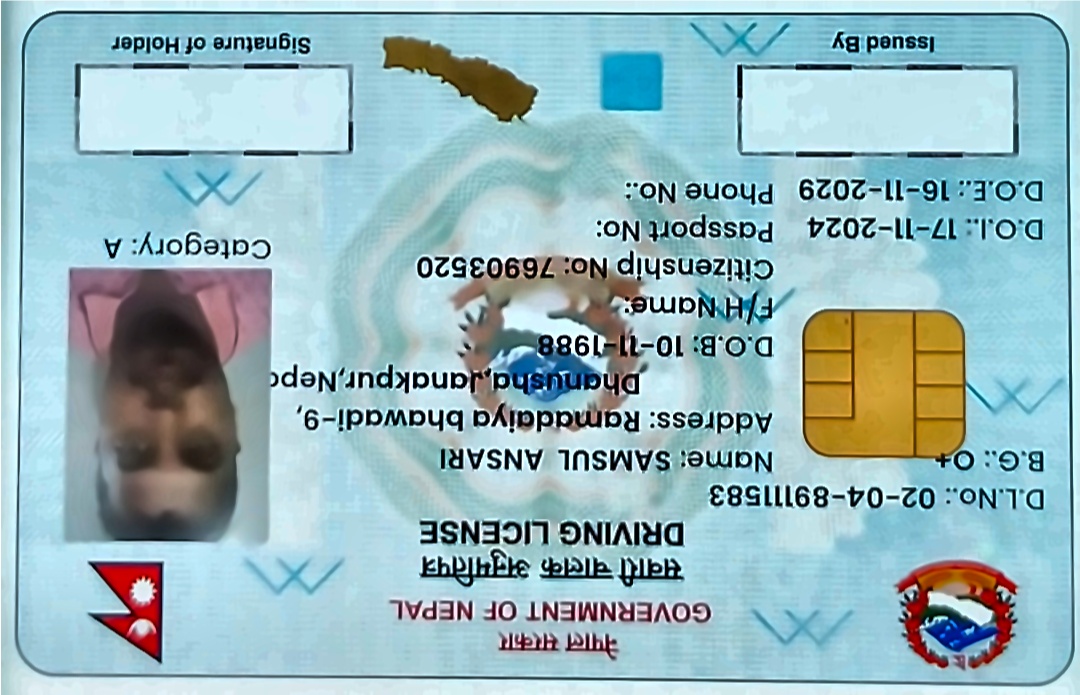 नेपाल सरकार
GOVERNMENT OF NEPAL
सवारी चालक अनुमतिपत्र
DRIVING LICENSE
D.L.No.: 02-04-89111583
B.G.: O+
Name: SAMSUL ANSARI
Address: Ramadaiya bhawadi-9,
Dhanusha,Janakpur,Nepa
D.O.B: 10-11-1988
F/H Name:
Citizenship No: 76903520
Passport No:
Phone No.:
D.O.I.: 17-11-2024
D.O.E.: 16-11-2029
Category: A
Issued By
Signature of Holder